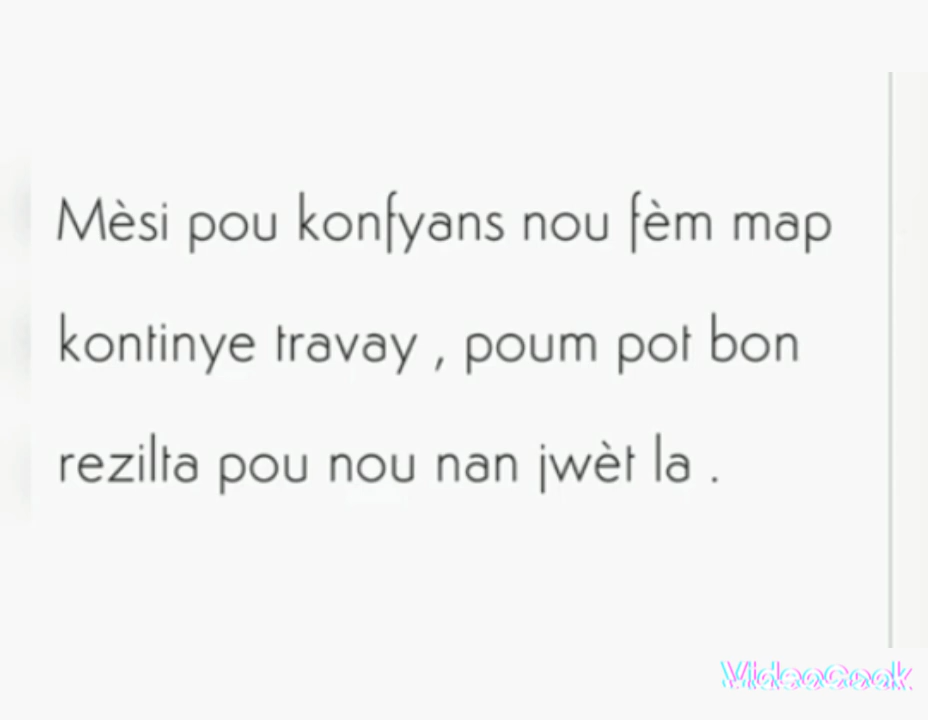 Mèsi pou konfyans nou fèm map
kontinye travay , poum pot bon
rezilta pou nou nan jwèt la .
VideoCook